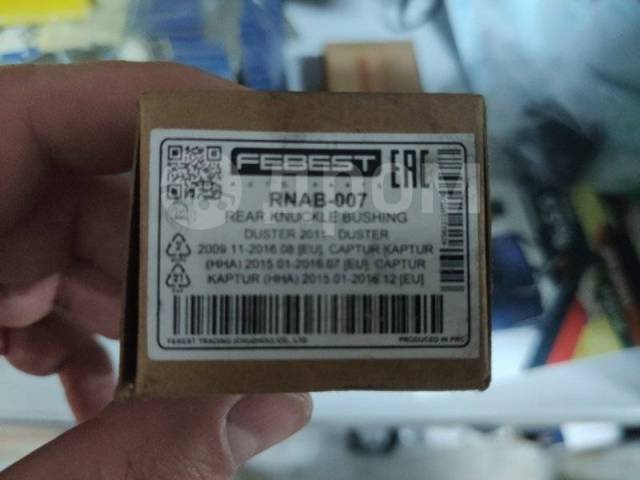 FEBEST
EAC
RNAB-007
REAR KNUCKLE BUSHING
DUSTER 2011- DUSTER
2009.11-2016.08 [EU], CAPTUR KAPTUR
(HHA) 2015.01-2016.07 [EU], CAPTUR
KAPTUR (HHA) 2015.01-2016.12 [EU]
FEBEST TRADING CO., LTD
PRODUCED IN PRC